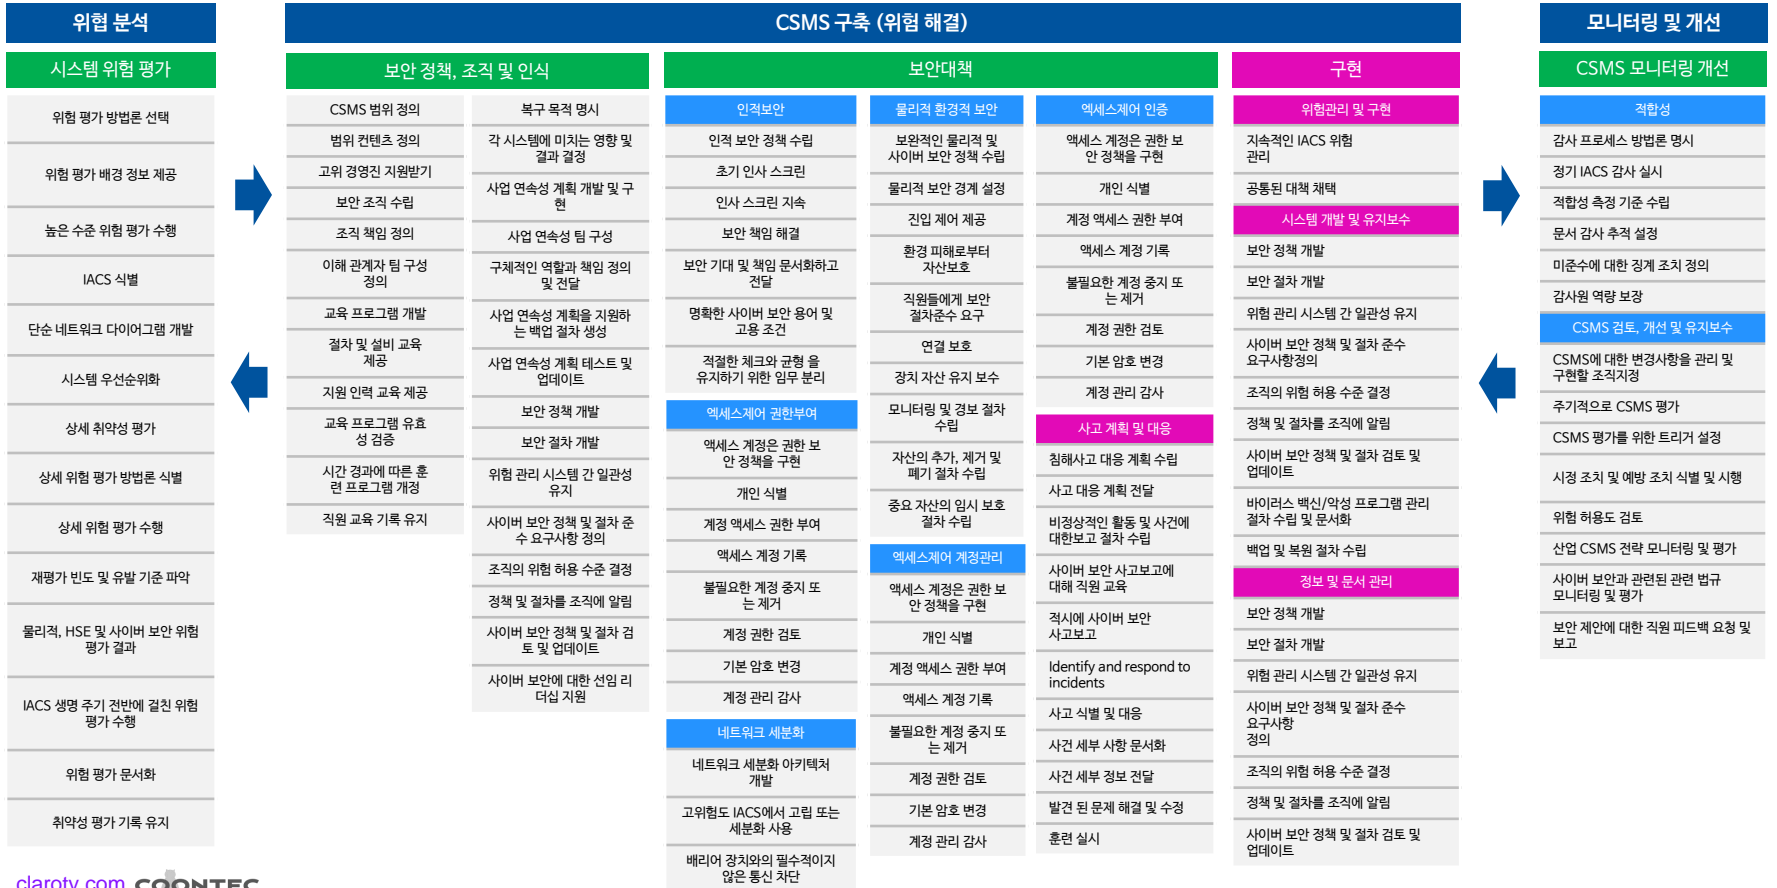 위협 분석
시스템 위험 평가
위험 평가 방법론 선택
위험 평가 배경 정보 제공
높은 수준 위험 평가 수행
IACS 식별
단순 네트워크 다이어그램 개발
시스템 우선순위화
상세 취약성 평가
상세 위험 평가 방법론 식별
상세 위험 평가 수행
재평가 빈도 및 유발 기준 파악
물리적, HSE 및 사이버 보안 위험
평가 결과
IACS 생명 주기 전반에 걸친 위험
평가 수행
위험 평가 문서화
취약성 평가 기록 유지
CSMS 구축 (위험 해결)
보안 정책, 조직 및 인식
CSMS 범위 정의
범위 컨텐츠 정의
고위 경영진 지원받기
보안 조직 수립
조직 책임 정의
이해 관계자 팀 구성
정의
교육 프로그램 개발
절차 및 설비 교육
제공
지원 인력 교육 제공
교육 프로그램 유효
성 검증
시간 경과에 따른 훈
련 프로그램 개정
직원 교육 기록 유지
복구 목적 명시
각 시스템에 미치는 영향 및
결과 결정
사업 연속성 계획 개발 및 구
현
사업 연속성 팀 구성
구체적인 역할과 책임 정의
및 전달
사업 연속성 계획을 지원하
는 백업 절차 생성
사업 연속성 계획 테스트 및
업데이트
보안 정책 개발
보안 절차 개발
위험 관리 시스템 간 일관성
유지
사이버 보안 정책 및 절차 준
수 요구사항 정의
조직의 위험 허용 수준 결정
정책 및 절차를 조직에 알림
사이버 보안 정책 및 절차 검
토 및 업데이트
사이버 보안에 대한 선임 리
더십 지원
보안대책
인적보안
인적 보안 정책 수립
초기 인사 스크린
인사 스크린 지속
보안 책임 해결
보안 기대 및 책임 문서화하고
전달
명확한 사이버 보안 용어 및
고용 조건
적절한 체크와 균형 을
유지하기 위한 임무 분리
엑세스제어 권한부여
액세스 계정은 권한 보
안 정책을 구현
개인 식별
계정 액세스 권한 부여
액세스 계정 기록
불필요한 계정 중지 또
는 제거
계정 권한 검토
기본 암호 변경
계정 관리 감사
네트워크 세분화
네트워크 세분화 아키텍처
개발
고위험도 IACS에서 고립 또는
세분화 사용
배리어 장치와의 필수적이지
않은 통신 차단
물리적 환경적 보안
보완적인 물리적 및
사이버 보안 정책 수립
물리적 보안 경계 설정
진입 제어 제공
환경 피해로부터
자산보호
직원들에게 보안
절차준수 요구
연결 보호
장치 자산 유지 보수
모니터링 및 경보 절차
수립
자산의 추가, 제거 및
폐기 절차 수립
중요 자산의 임시 보호
절차 수립
엑세스제어 계정관리
액세스 계정은 권한 보
안 정책을 구현
개인 식별
계정 액세스 권한 부여
액세스 계정 기록
불필요한 계정 중지 또
는 제거
계정 권한 검토
기본 암호 변경
계정 관리 감사
엑세스제어 인증
액세스 계정은 권한 보
안 정책을 구현
개인 식별
계정 액세스 권한 부여
액세스 계정 기록
불필요한 계정 중지 또
는 제거
계정 권한 검토
기본 암호 변경
계정 관리 감사
사고 계획 및 대응
침해사고 대응 계획 수립
사고 대응 계획 전달
비정상적인 활동 및 사건에
대한보고 절차 수립
사이버 보안 사고보고에
대해 직원 교육
적시에 사이버 보안
사고보고
Identify and respond to
incidents
사고 식별 및 대응
사건 세부 사항 문서화
사건 세부 정보 전달
발견 된 문제 해결 및 수정
훈련 실시
구현
위험관리 및 구현
지속적인 IACS 위험
관리
공통된 대책 채택
시스템 개발 및 유지보수
보안 정책 개발
보안 절차 개발
위험 관리 시스템 간 일관성 유지
사이버 보안 정책 및 절차 준수
요구사항정의
조직의 위험 허용 수준 결정
정책 및 절차를 조직에 알림
사이버 보안 정책 및 절차 검토 및
업데이트
바이러스 백신/악성 프로그램 관리
절차 수립 및 문서화
백업 및 복원 절차 수립
정보 및 문서 관리
보안 정책 개발
보안 절차 개발
위험 관리 시스템 간 일관성 유지
사이버 보안 정책 및 절차 준수
요구사항
정의
조직의 위험 허용 수준 결정
정책 및 절차를 조직에 알림
사이버 보안 정책 및 절차 검토 및
업데이트
모니터링 및 개선
CSMS 모니터링 개선
적합성
감사 프로세스 방법론 명시
정기 IACS 감사 실시
적합성 측정 기준 수립
문서 감사 추적 설정
미준수에 대한 징계 조치 정의
감사원 역량 보장
CSMS 검토, 개선 및 유지보수
CSMS에 대한 변경사항을 관리 및
구현할 조직지정
주기적으로 CSMS 평가
CSMS 평가를 위한 트리거 설정
시정 조치 및 예방 조치 식별 및 시행
위험 허용도 검토
산업 CSMS 전략 모니터링 및 평가
사이버 보안과 관련된 관련 법규
모니터링 및 평가
보안 제안에 대한 직원 피드백 요청 및
보고
claroty.com COONTEC